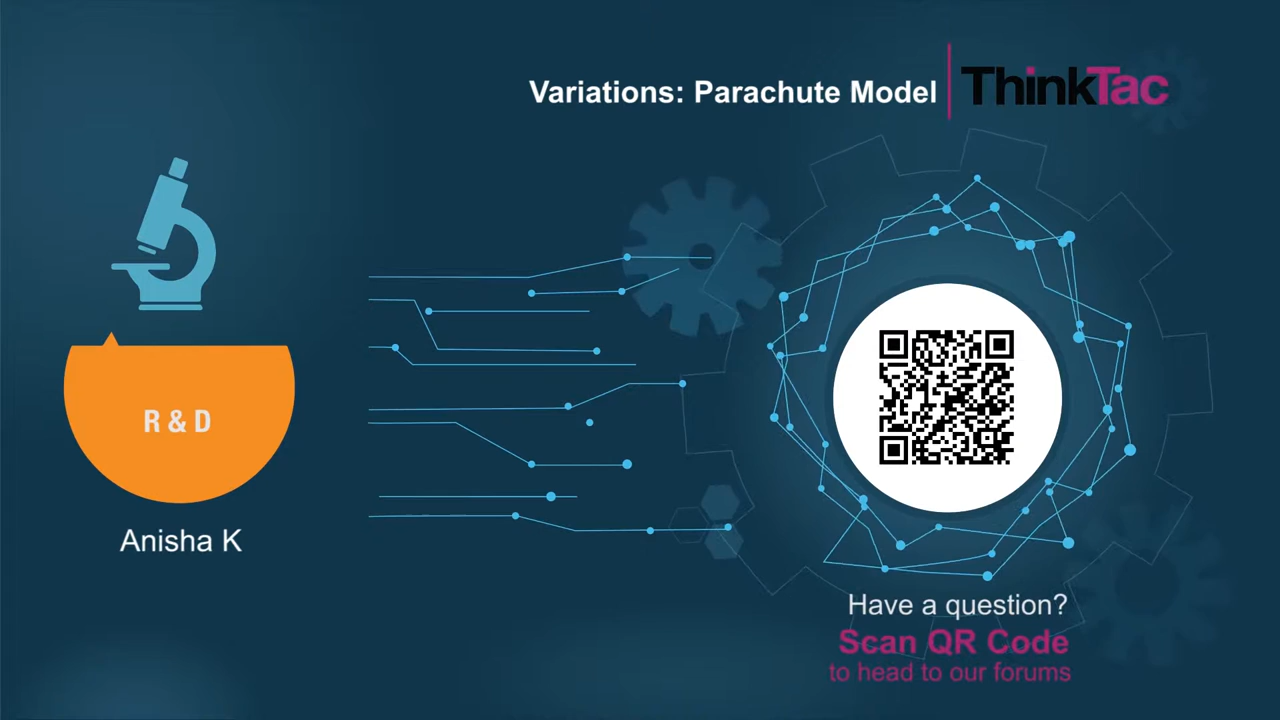 Variations: Parachute Model
ThinkTac
R & D
Anisha K
Have a question?
Scan QR Code
to head to our forums